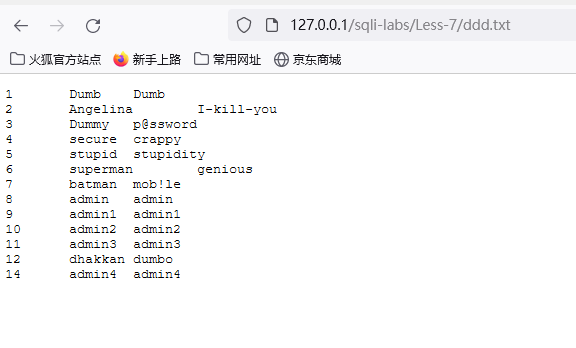 127.0.0.1/sqli-labs/Less-7/ddd.txt
火狐官方站点 新手上路 常用网址 京东商城
1 Dumb Dumb
2 Angelina I-kill-you
3 Dummy p@ssword
4 secure crappy
5 stupid stupidity
6 superman genious
7 batman mob!le
8 admin admin
9 admin1 admin1
10 admin2 admin2
11 admin3 admin3
12 dhakkan dumbo
14 admin4 admin4